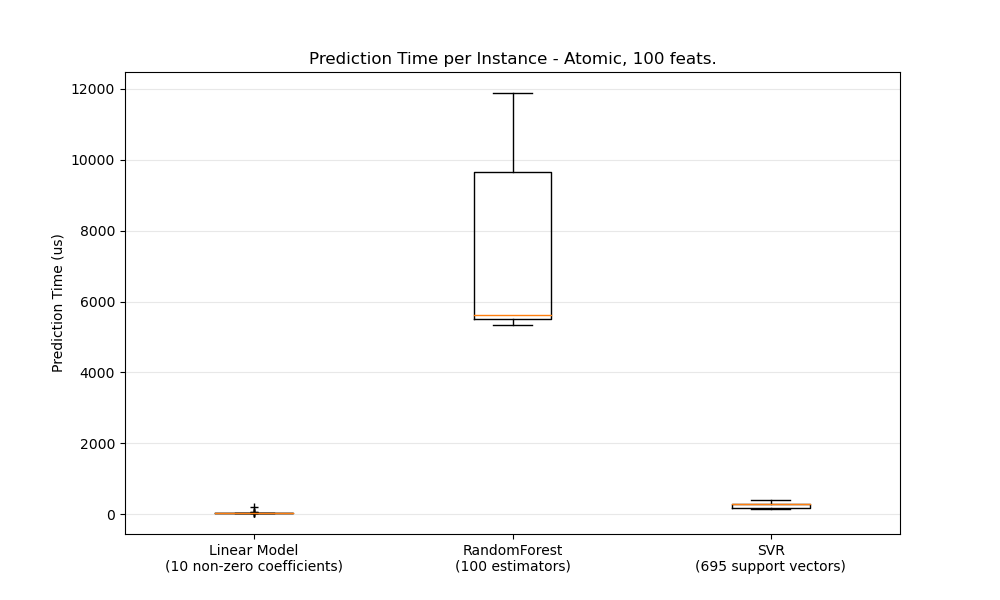 Prediction Time per Instance - Atomic, 100 feats.
Prediction Time (us)
12000
10000
8000
6000
4000
2000
0
Linear Model
(10 non-zero coefficients)
RandomForest
(100 estimators)
SVR
(695 support vectors)